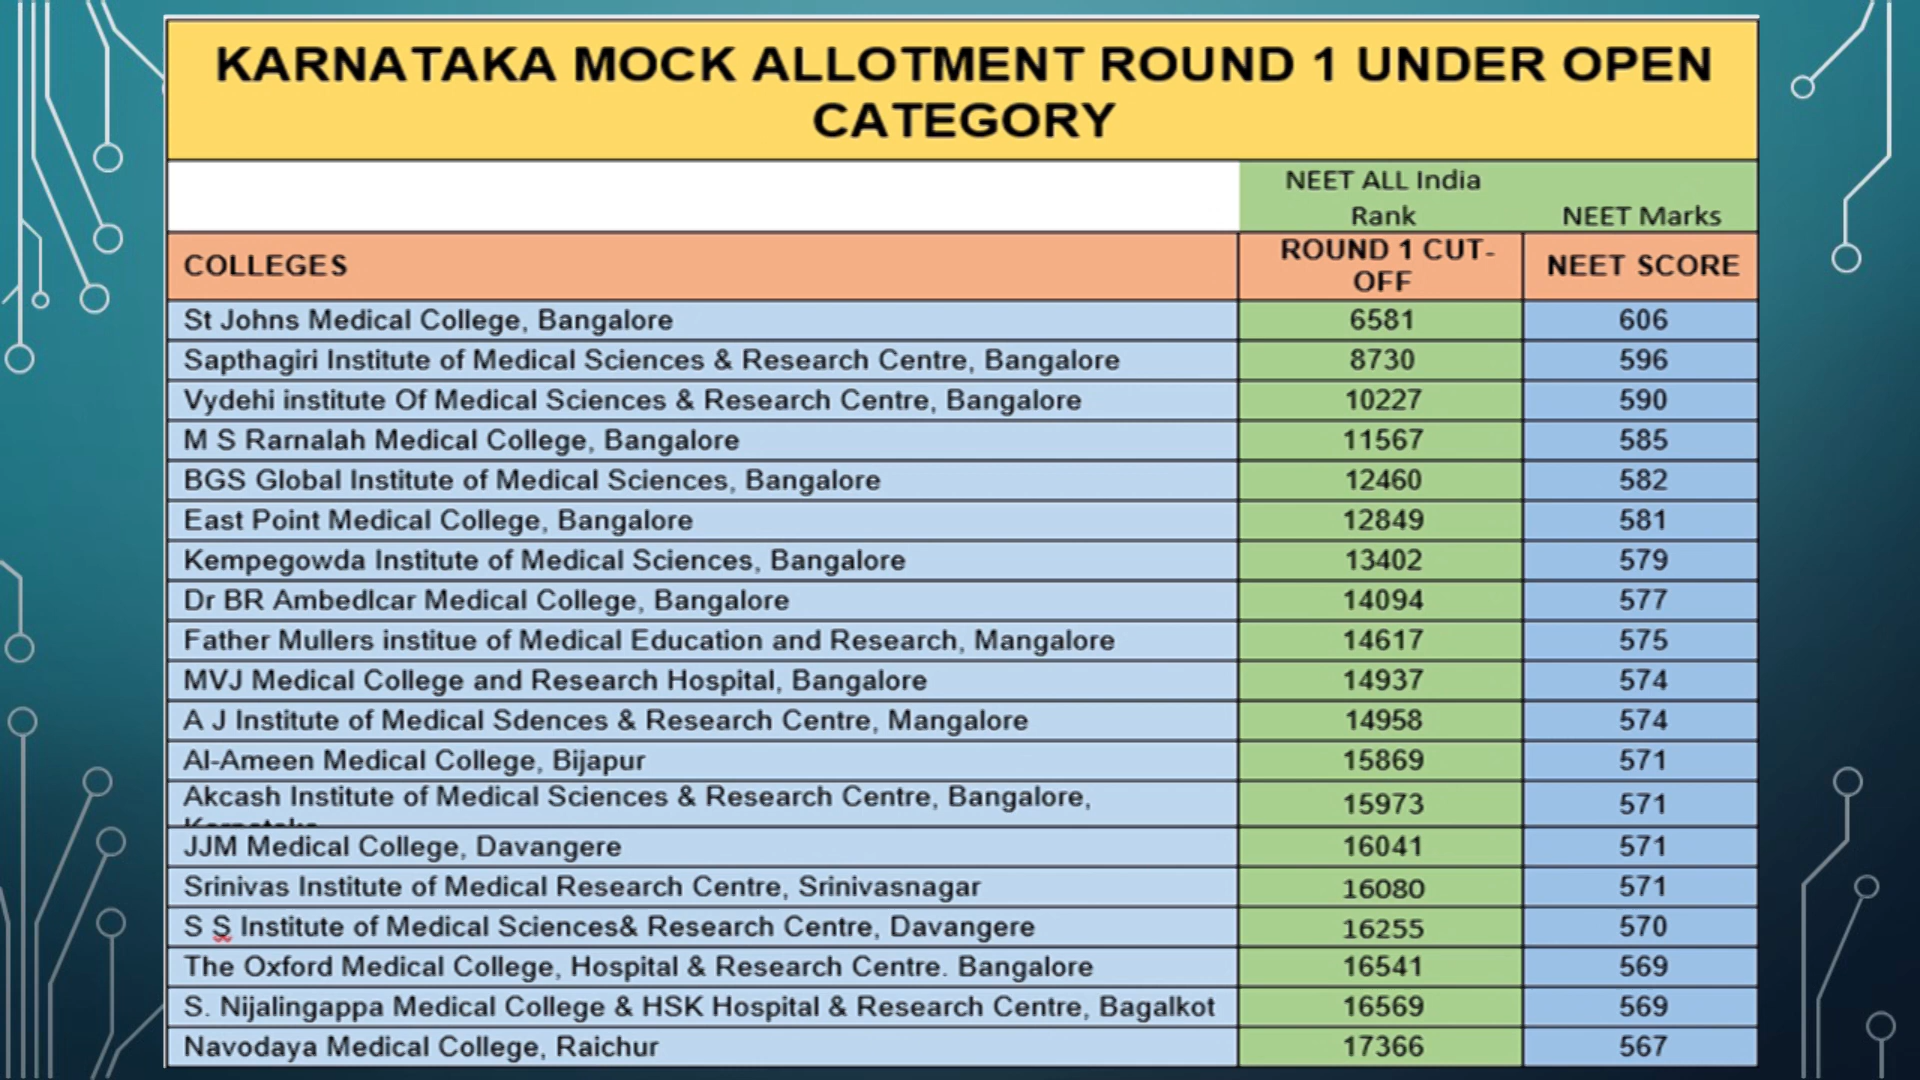 KARNATAKA MOCK ALLOTMENT ROUND 1 UNDER OPEN
CATEGORY
NEET ALL India
Rank NEET Marks
COLLEGES ROUND 1 CUT-
OFF NEET SCORE
St Johns Medical College, Bangalore 6581 606
Sapthagiri Institute of Medical Sciences & Research Centre, Bangalore 8730 596
Vydehi institute Of Medical Sciences & Research Centre, Bangalore 10227 590
M S Rarnalah Medical College, Bangalore 11567 585
BGS Global Institute of Medical Sciences, Bangalore 12460 582
East Point Medical College, Bangalore 12849 581
Kempegowda Institute of Medical Sciences, Bangalore 13402 579
Dr BR Ambedlcar Medical College, Bangalore 14094 577
Father Mullers institue of Medical Education and Research, Mangalore 14617 575
MVJ Medical College and Research Hospital, Bangalore 14937 574
A J Institute of Medical Sdences & Research Centre, Mangalore 14958 574
Al-Ameen Medical College, Bijapur 15869 571
Akcash Institute of Medical Sciences & Research Centre, Bangalore, 15973 571
JJM Medical College, Davangere 16041 571
Srinivas Institute of Medical Research Centre, Srinivasnagar 16080 571
S S Institute of Medical Sciences& Research Centre, Davangere 16255 570
The Oxford Medical College, Hospital & Research Centre. Bangalore 16541 569
S. Nijalingappa Medical College & HSK Hospital & Research Centre, Bagalkot 16569 569
Navodaya Medical College, Raichur 17366 567